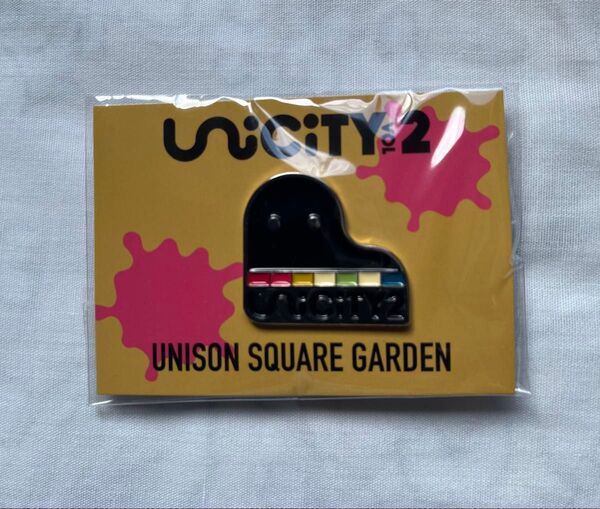 UNiCiTY VOL.2
UNiCiTY 2
UNISON SQUARE GARDEN